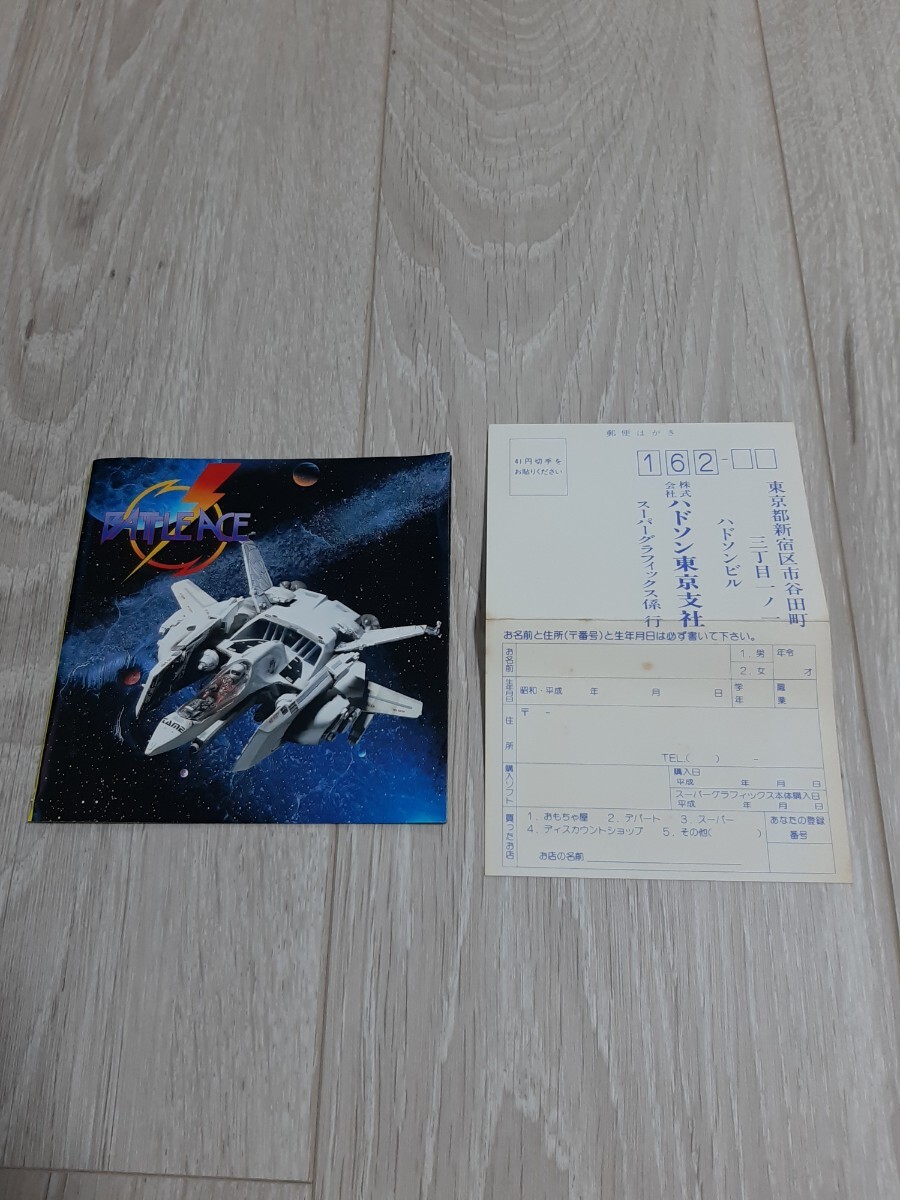 BATTLE ACE
郵便はがき
41円切手を
お貼りください
162-
東京都新宿区市谷田町
三丁目一ノ一
ハドソンビル
株式会社ハドソン東京支社
スーパーグラフィックス係 行
お名前と住所(〒番号)と生年月日は必ず書いて下さい。
お名前
1. 男
2. 女
年令
才
生年月日
昭和・平成 年 月 日
学年
職業
住所
〒 -
TEL( ) -
購入ソフト
購入日
平成 年 月 日
スーパーグラフィックス本体購入日
平成 年 月 日
買ったお店
1. おもちゃ屋 2. デパート 3. スーパー
4. ディスカウントショップ 5. その他( )
お店の名前
あなたの登録
番号